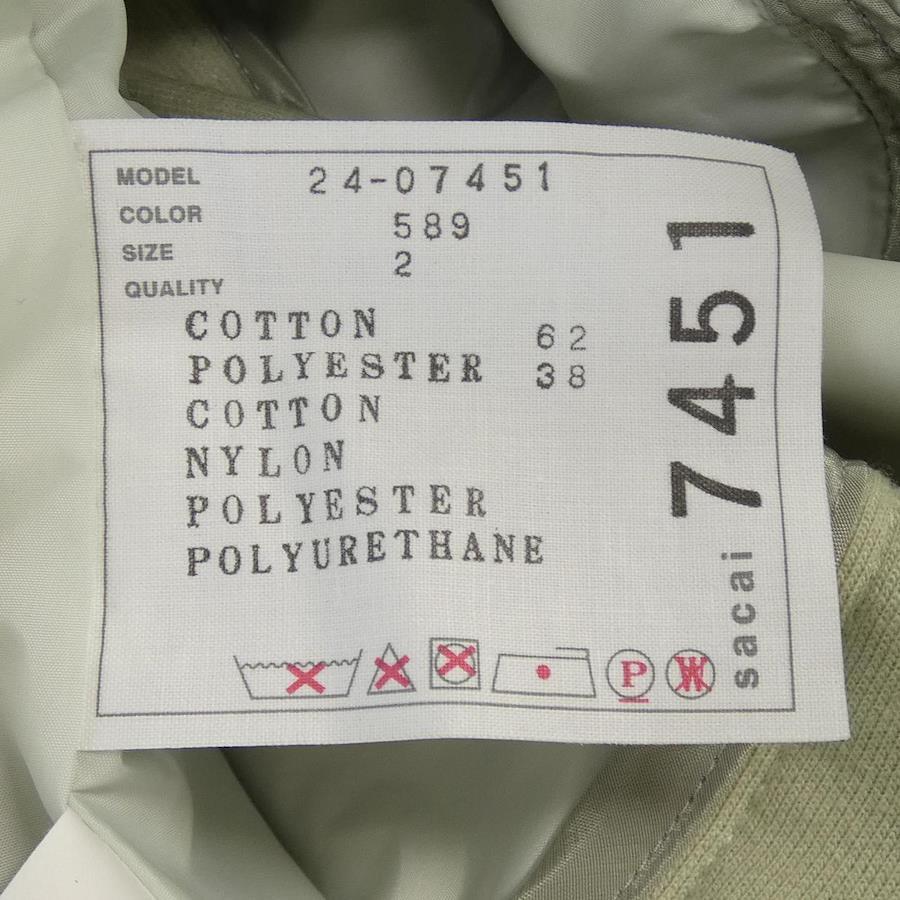 MODEL 24-07451
COLOR 589
SIZE 2
QUALITY
COTTON 62
POLYESTER 38
COTTON
NYLON
POLYESTER
POLYURETHANE
P W
sacai 7451